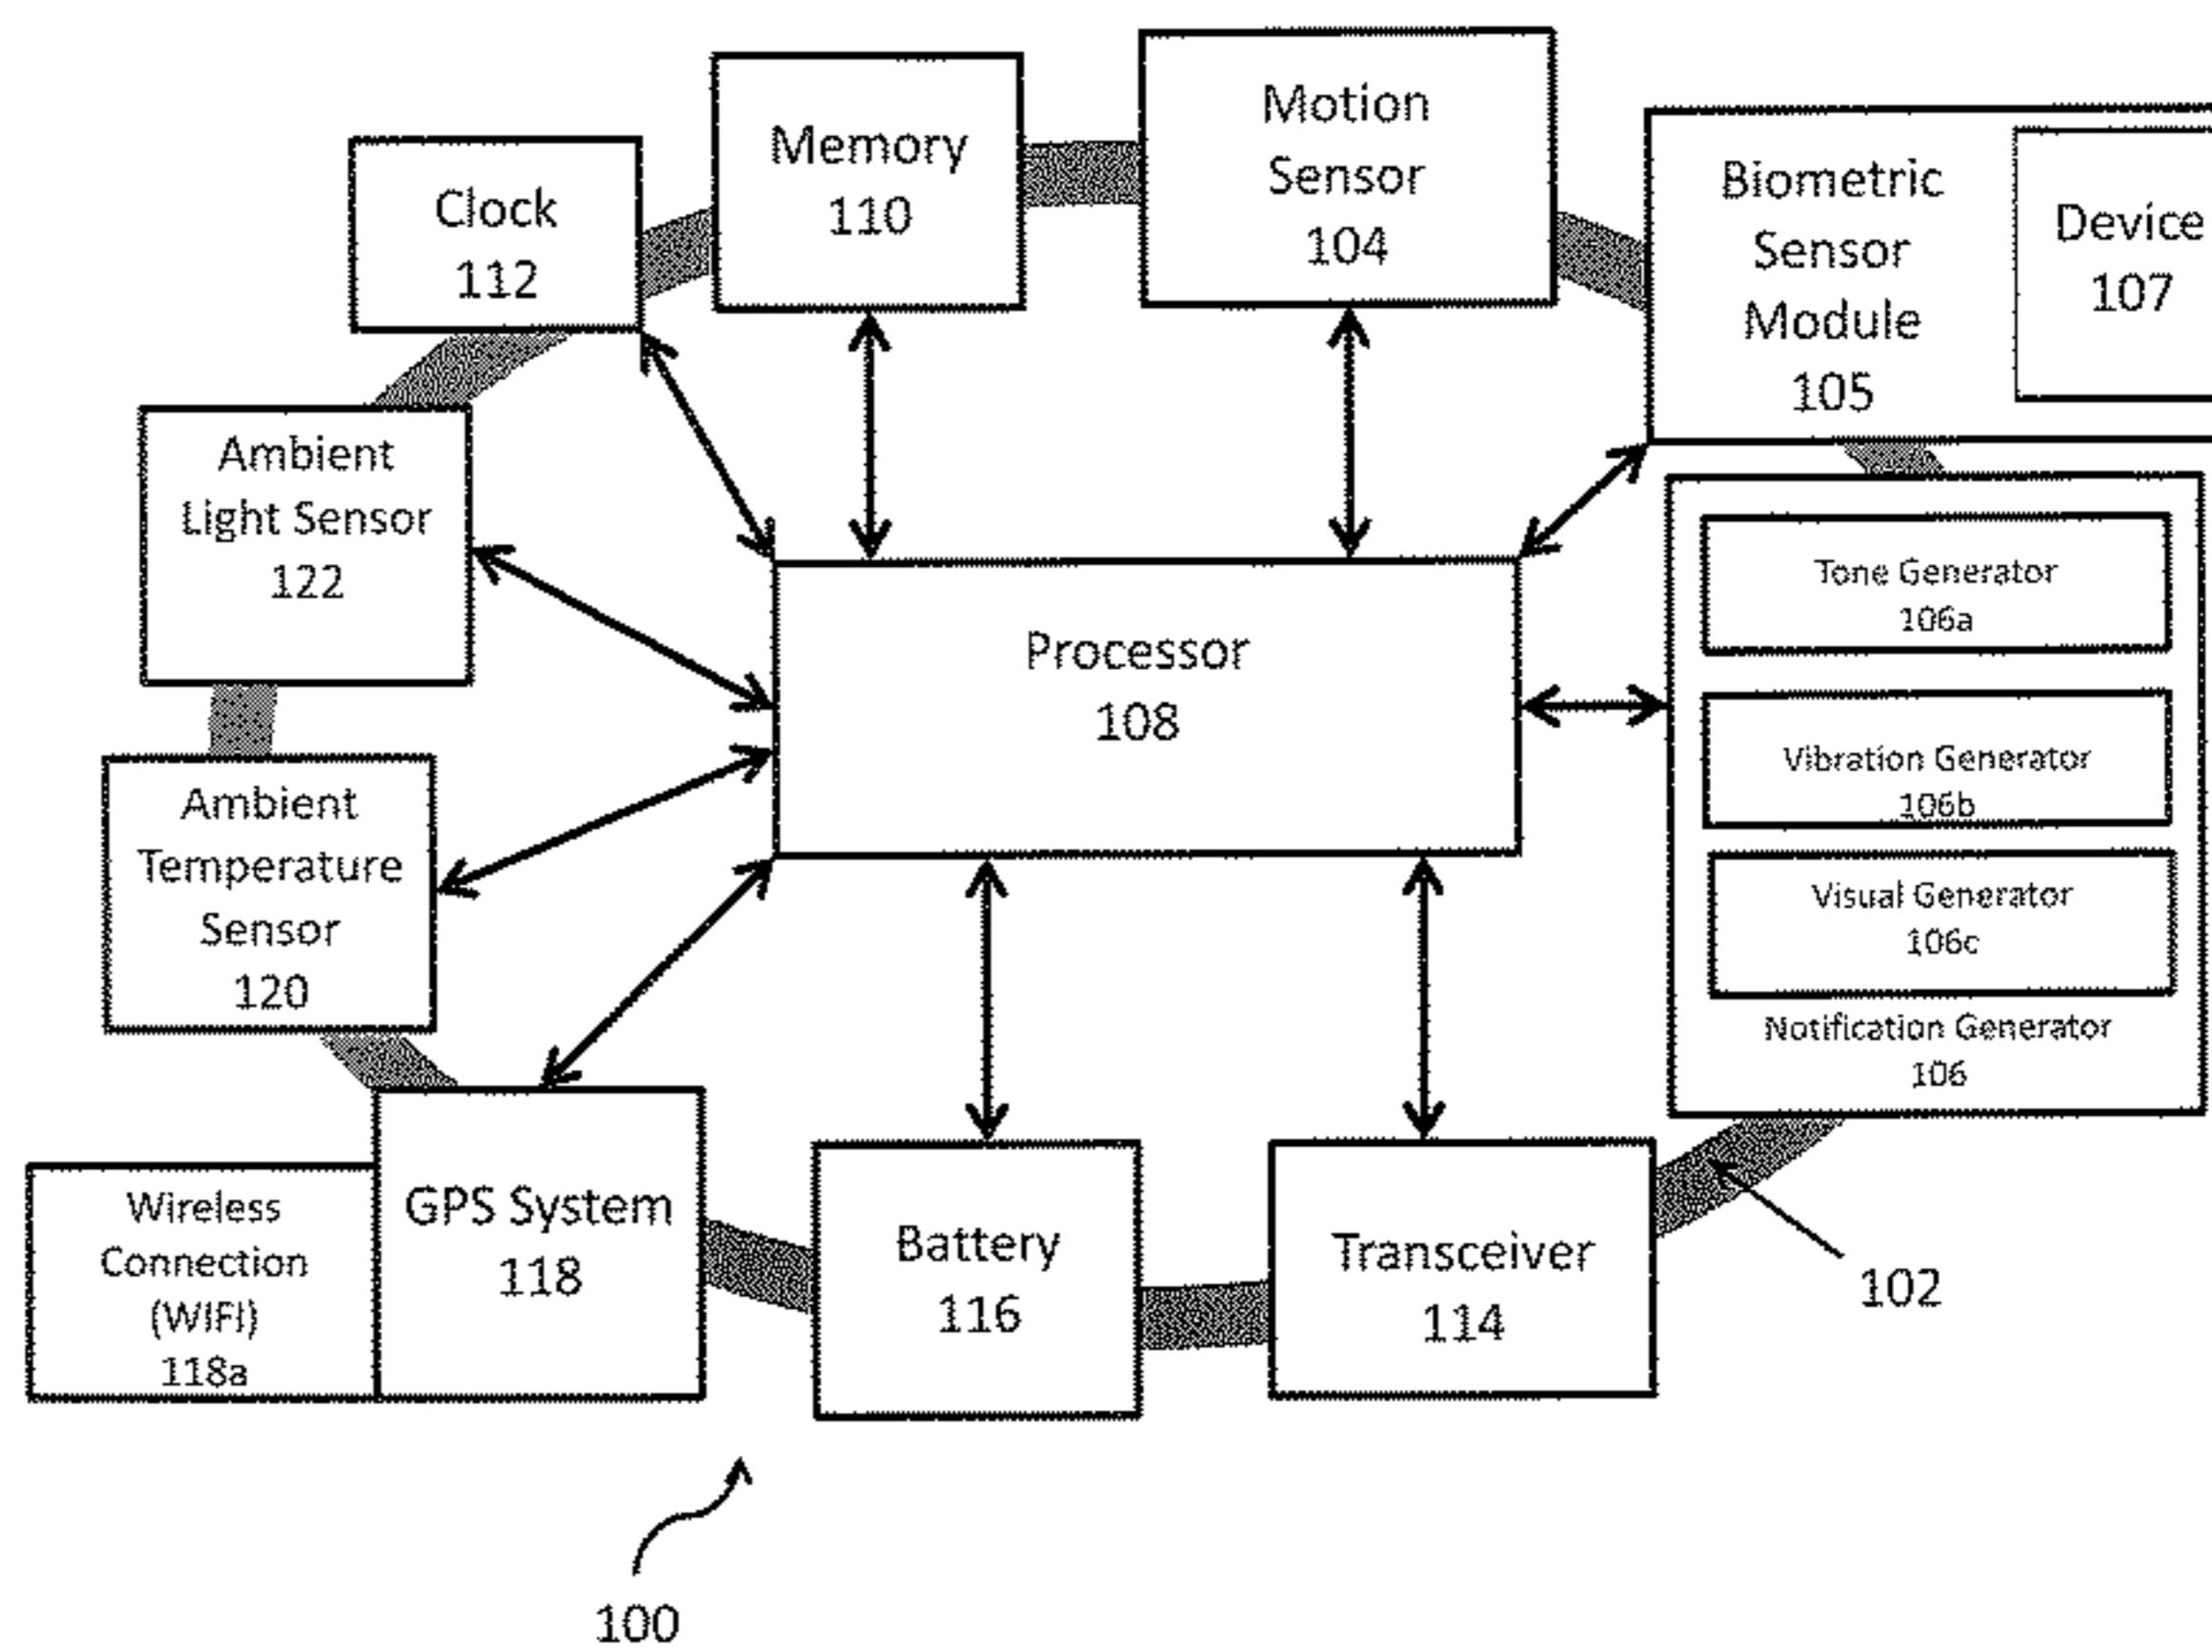 Memory
110
Motion
Sensor
104
Clock
112
Biometric
Sensor
Module
105
Device
107
Ambient
Light Sensor
122
Processor
108
Tone Generator
106a
Vibration Generator
106b
Visual Generator
106c
Notification Generator
106
Ambient
Temperature
Sensor
120
Wireless
Connection
(WIFI)
118a
GPS System
118
Battery
116
Transceiver
114
102
100